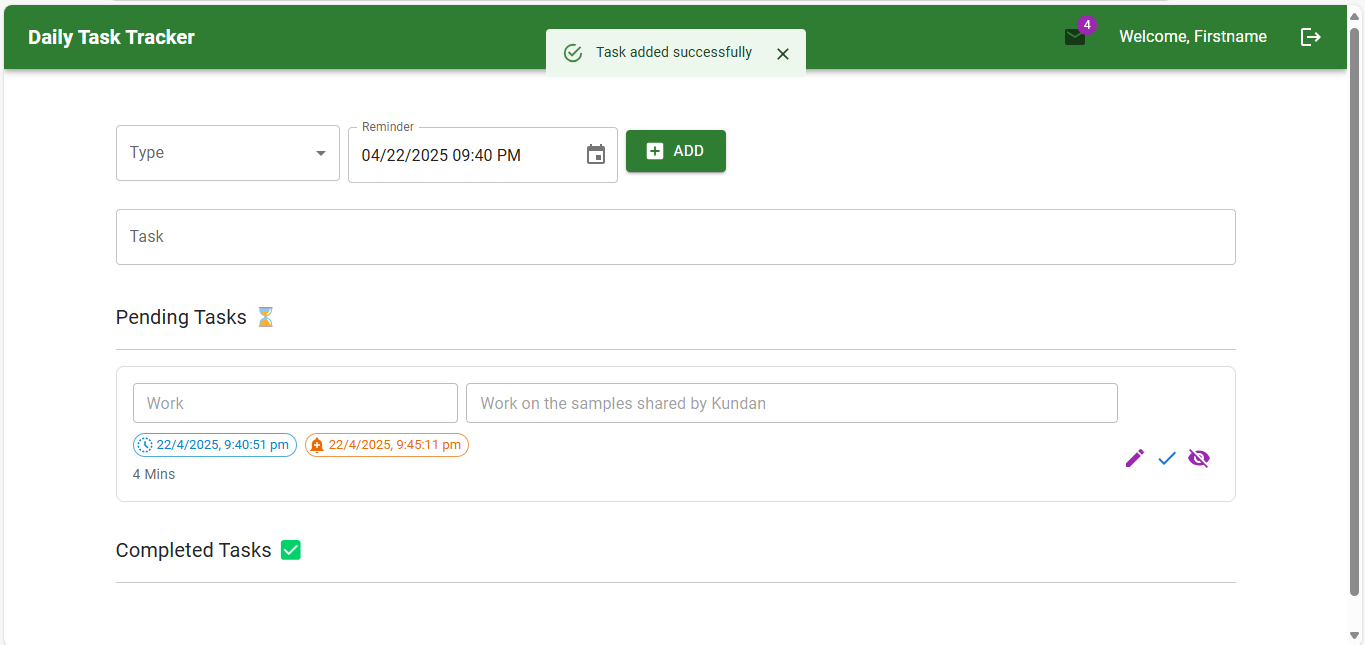 Daily Task Tracker
Task added successfully
4
Welcome, Firstname
Type
Reminder
04/22/2025 09:40 PM
ADD
Task
Pending Tasks
Work
Work on the samples shared by Kundan
22/4/2025, 9:40:51 pm
22/4/2025, 9:45:11 pm
4 Mins
Completed Tasks